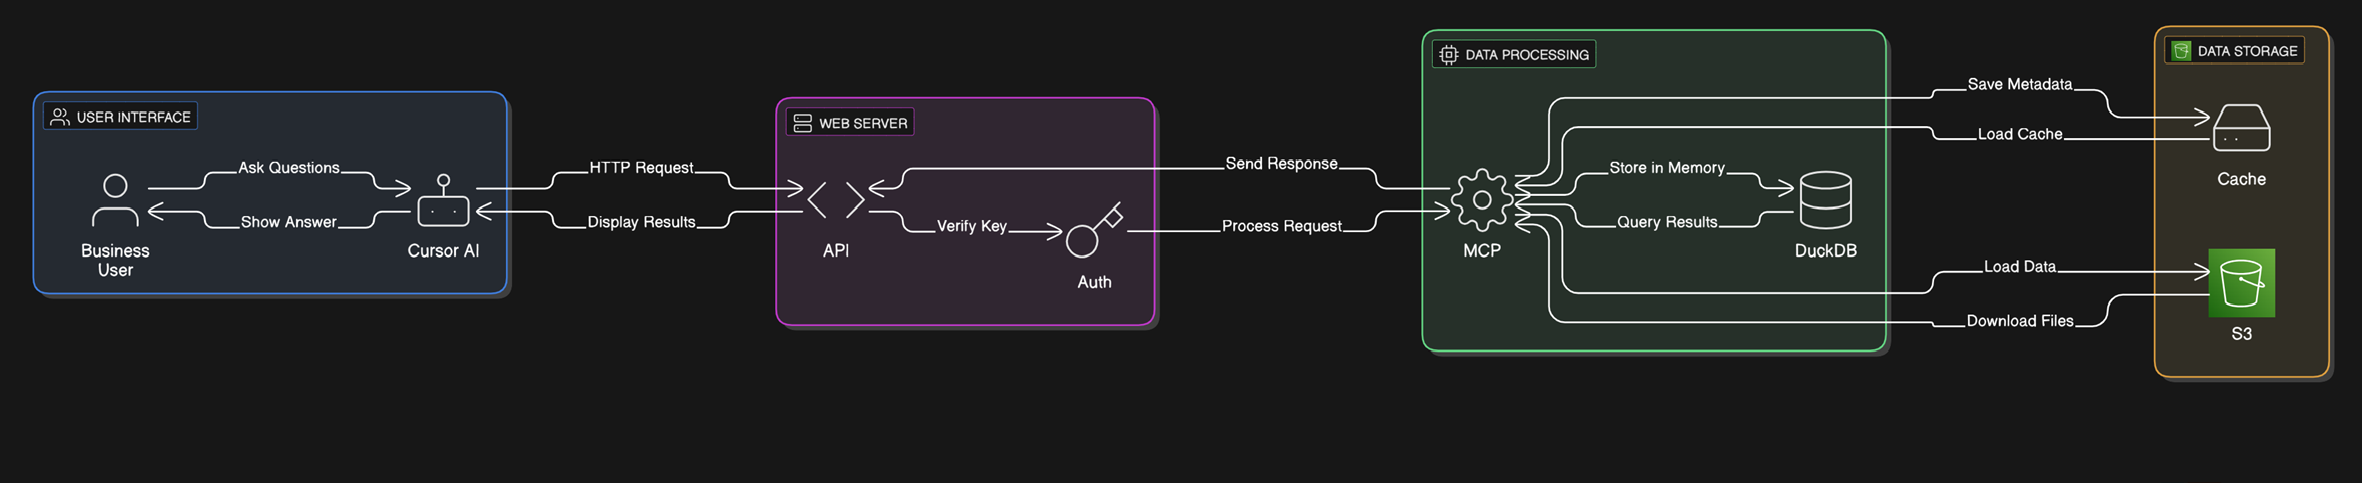 USER INTERFACE
Ask Questions
Show Answer
Business
User
Cursor AI
HTTP Request
Display Results
WEB SERVER
API
Verify Key
Auth
Send Response
Process Request
DATA PROCESSING
MCP
Store in Memory
Query Results
DuckDB
Save Metadata
Load Cache
Load Data
Download Files
DATA STORAGE
Cache
S3